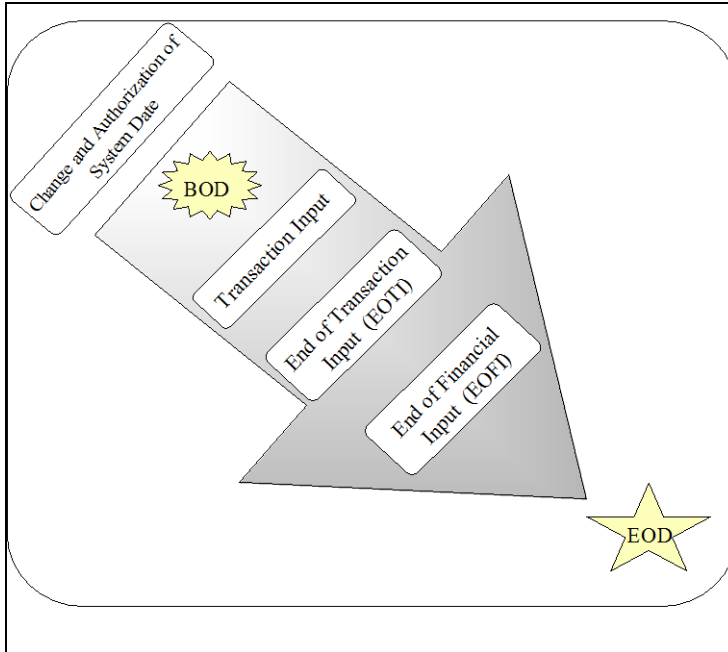 Change and Authorization of
System Date
BOD
Transaction Input
End of Transaction
Input (EOTI)
End of Financial
Input (EOFI)
EOD